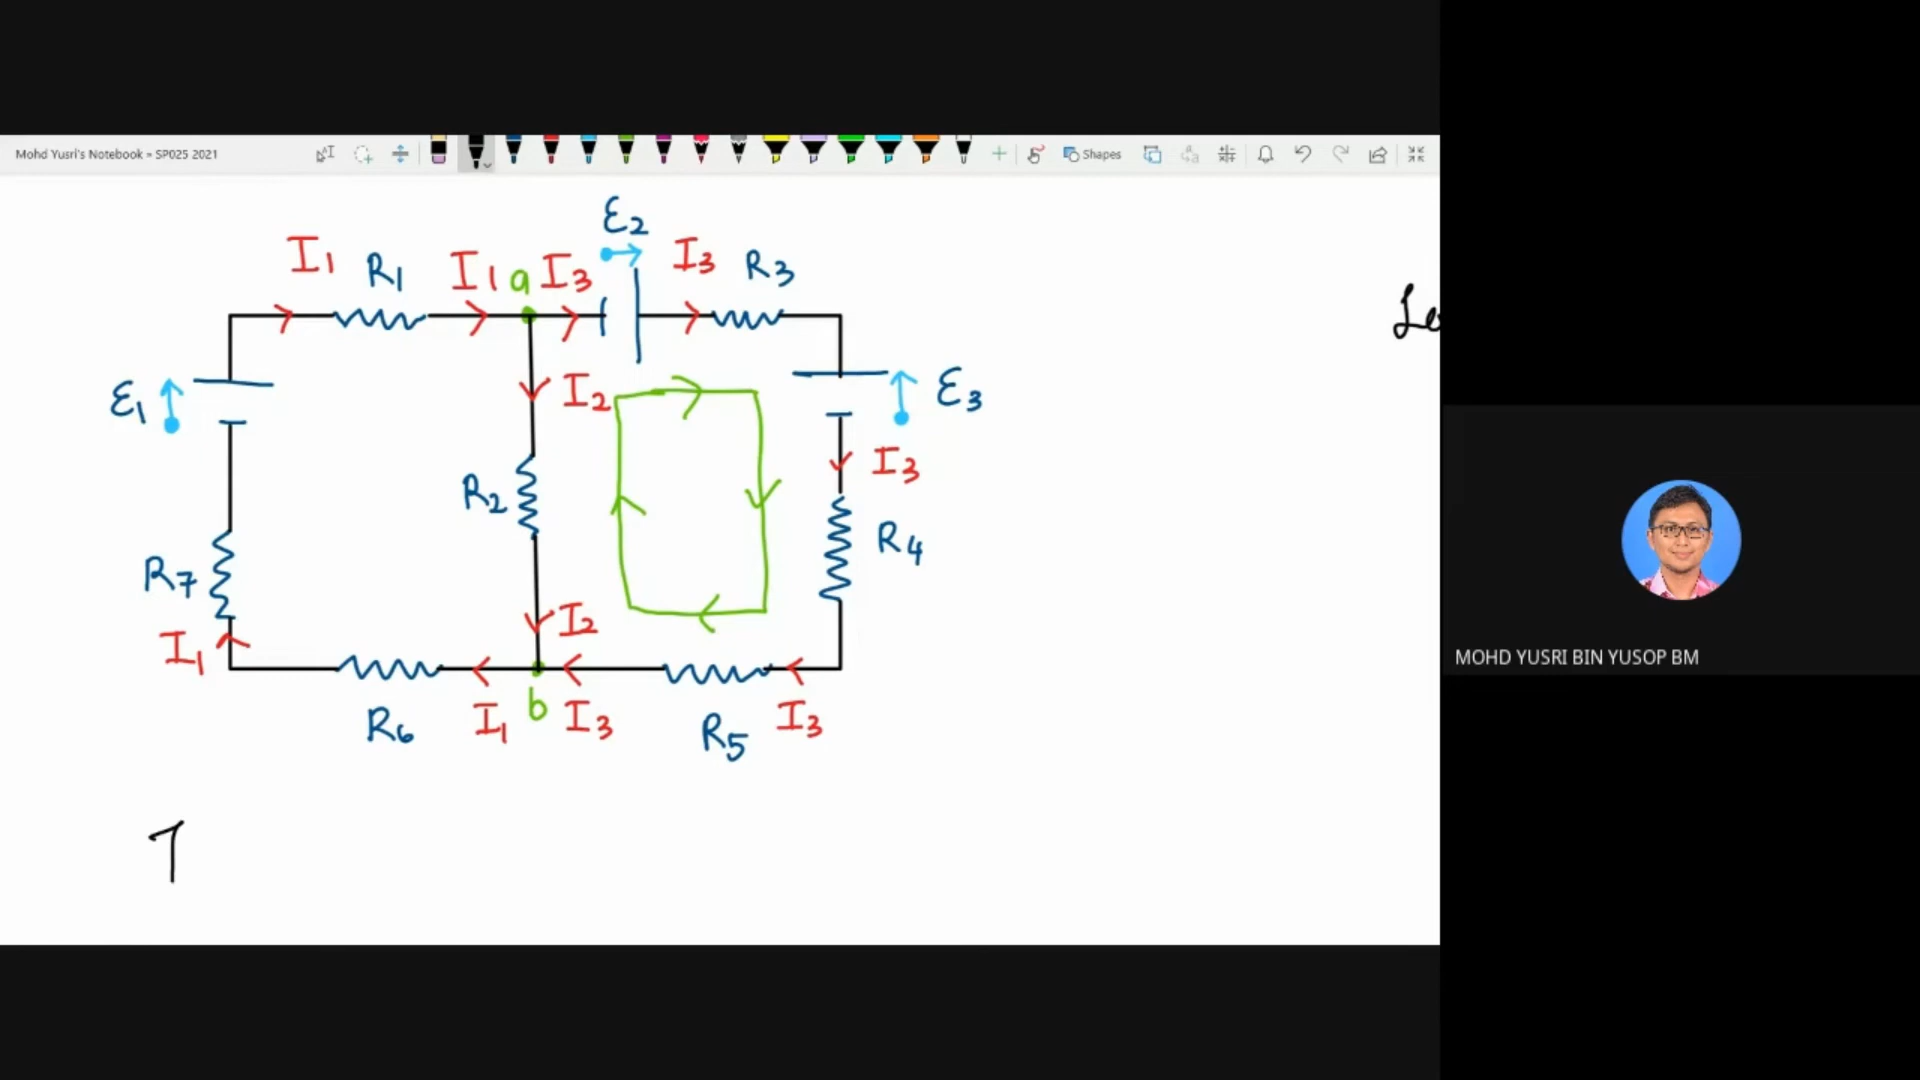 Mohd Yusri's Notebook » SP025 2021
Shapes
ε2
I1 R1 I1 a I3 I3 R3
ε1 I2 ε3
R2 I3
R4
R7
I1 I2
R6 I1 b I3 R5 I3
MOHD YUSRI BIN YUSOP BM